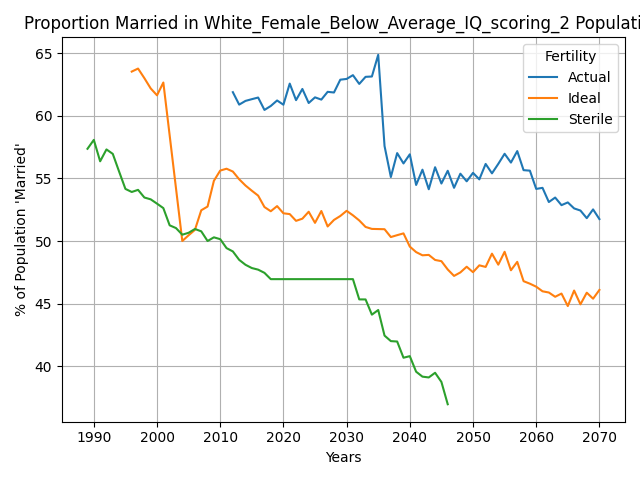 Proportion Married in White_Female_Below_Average_IQ_scoring_2 Populati
% of Population 'Married'
65
60
55
50
45
40
Fertility
Actual
Ideal
Sterile
1990 2000 2010 2020 2030 2040 2050 2060 2070
Years